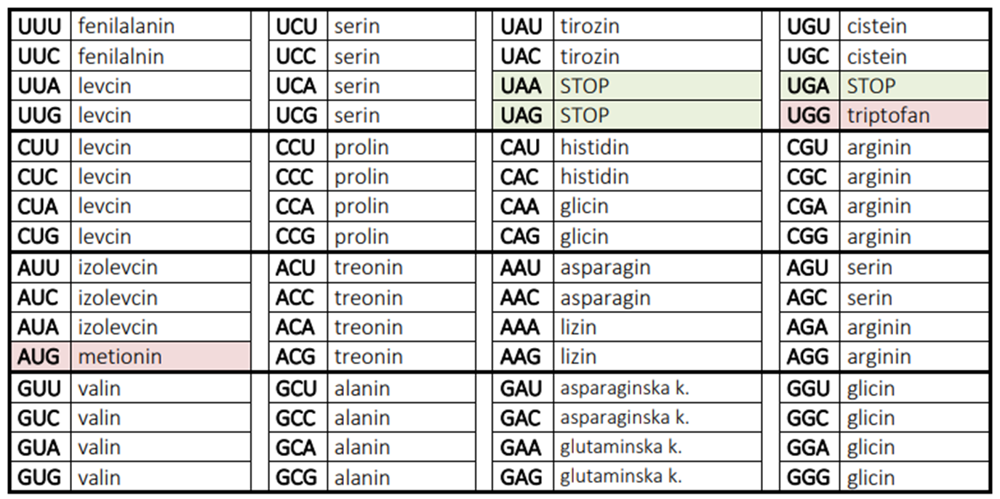 UUU fenilalanin UCU serin UAU tirozin UGU cistein
UUC fenilalnin UCC serin UAC tirozin UGC cistein
UUA levcin UCA serin UAA STOP UGA STOP
UUG levcin UCG serin UAG STOP UGG triptofan
CUU levcin CCU prolin CAU histidin CGU arginin
CUC levcin CCC prolin CAC histidin CGC arginin
CUA levcin CCA prolin CAA glicin CGA arginin
CUG levcin CCG prolin CAG glicin CGG arginin
AUU izolevcin ACU treonin AAU asparagin AGU serin
AUC izolevcin ACC treonin AAC asparagin AGC serin
AUA izolevcin ACA treonin AAA lizin AGA arginin
AUG metionin ACG treonin AAG lizin AGG arginin
GUU valin GCU alanin GAU asparaginska k. GGU glicin
GUC valin GCC alanin GAC asparaginska k. GGC glicin
GUA valin GCA alanin GAA glutaminska k. GGA glicin
GUG valin GCG alanin GAG glutaminska k. GGG glicin